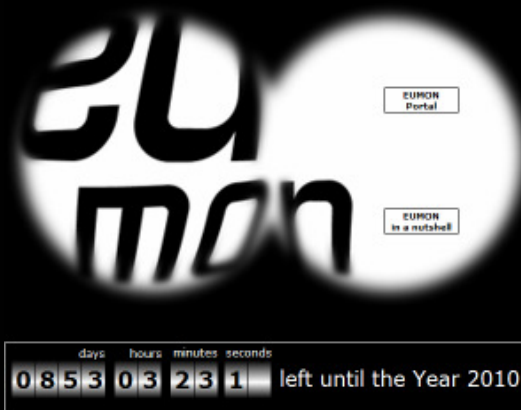 eu
mon
EUMON
Portal
EUMON
in a nutshell
days hours minutes seconds
0853 03 23 1 left until the Year 2010